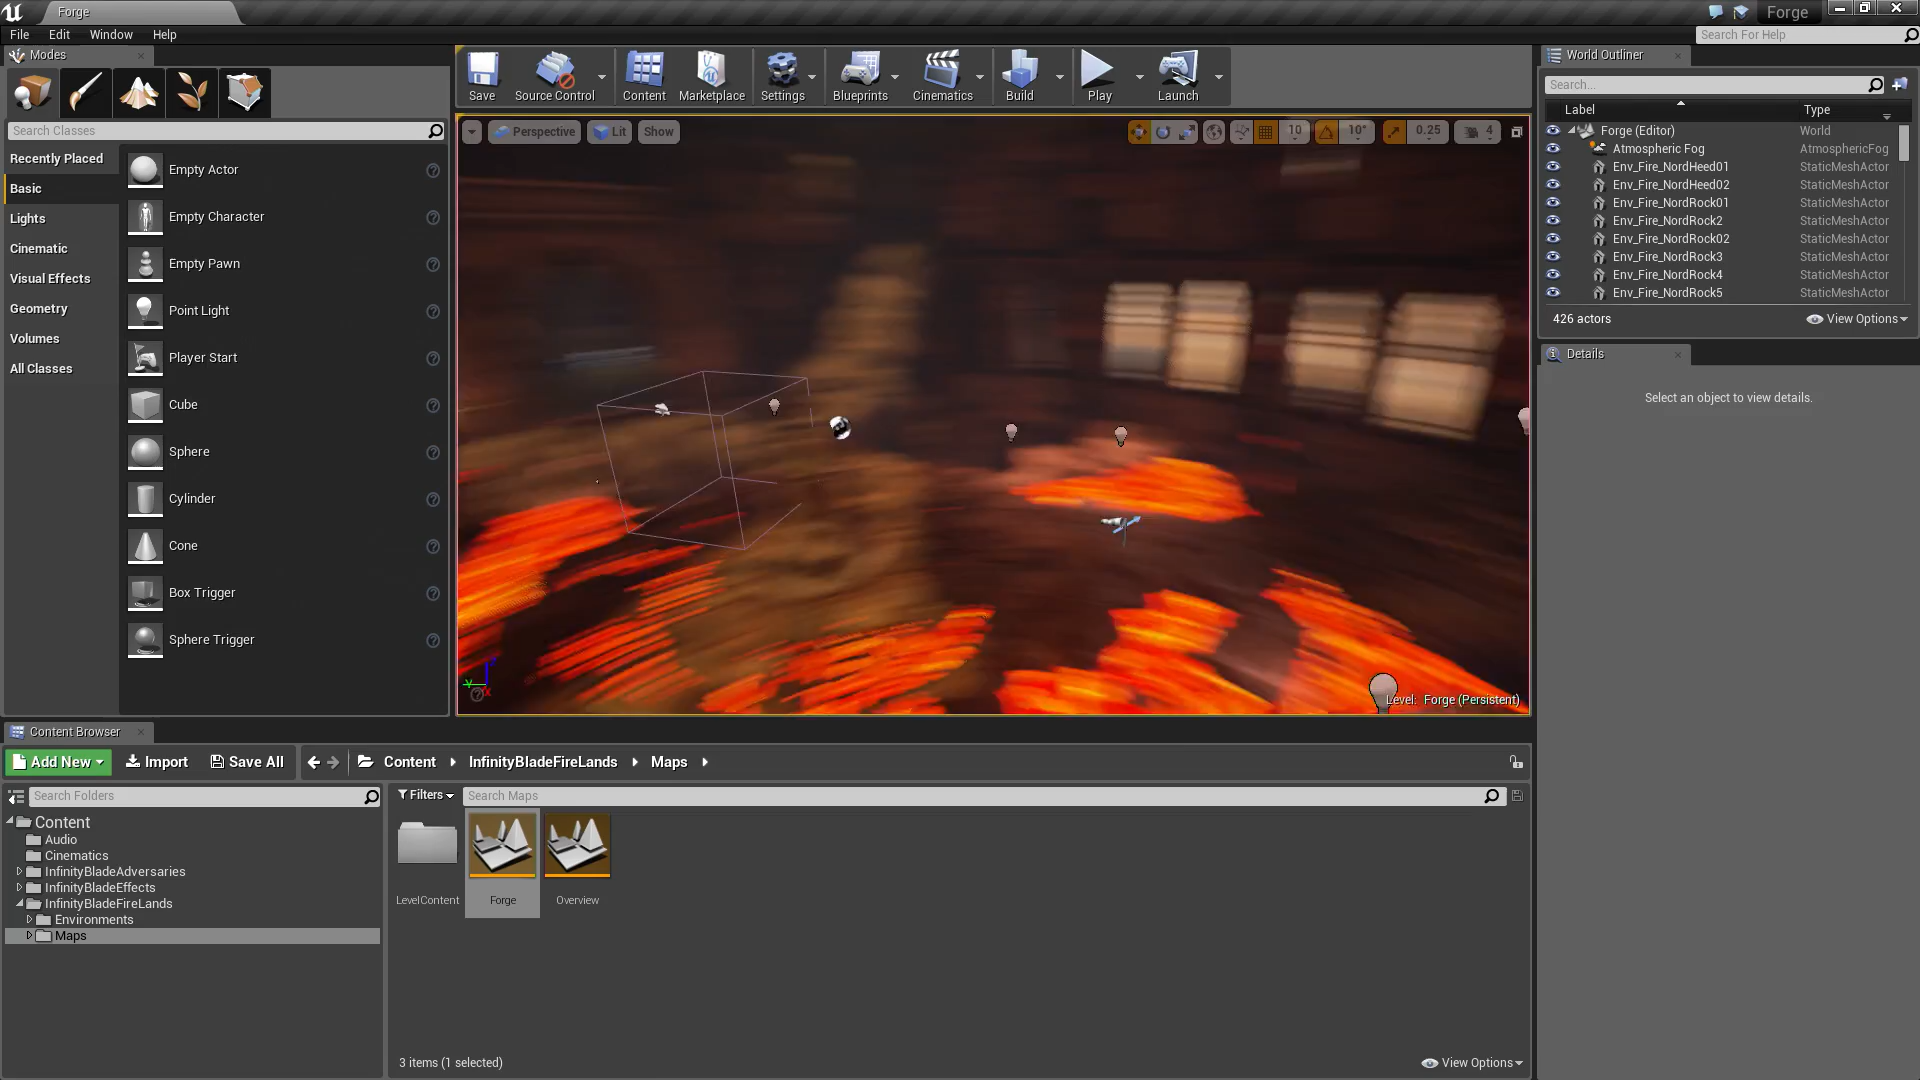 Forge
Forge
File Edit Window Help
Search For Help
Modes
Search Classes
Recently Placed
Basic
Lights
Cinematic
Visual Effects
Geometry
Volumes
All Classes
Empty Actor
Empty Character
Empty Pawn
Point Light
Player Start
Cube
Sphere
Cylinder
Cone
Box Trigger
Sphere Trigger
Save Source Control Content Marketplace Settings Blueprints Cinematics Build Play Launch
Perspective Lit Show 10 10° 0.25 4
Level: Forge (Persistent)
World Outliner
Search...
Label Type
Forge (Editor) World
Atmospheric Fog AtmosphericFog
Env_Fire_NordHeed01 StaticMeshActor
Env_Fire_NordHeed02 StaticMeshActor
Env_Fire_NordRock01 StaticMeshActor
Env_Fire_NordRock2 StaticMeshActor
Env_Fire_NordRock02 StaticMeshActor
Env_Fire_NordRock3 StaticMeshActor
Env_Fire_NordRock4 StaticMeshActor
Env_Fire_NordRock5 StaticMeshActor
426 actors View Options
Details
Select an object to view details.
Content Browser
Add New Import Save All Content InfinityBladeFireLands Maps
Search Folders
Content
Audio
Cinematics
InfinityBladeAdversaries
InfinityBladeEffects
InfinityBladeFireLands
Environments
Maps
Filters Search Maps
LevelContent Forge Overview
3 items (1 selected) View Options